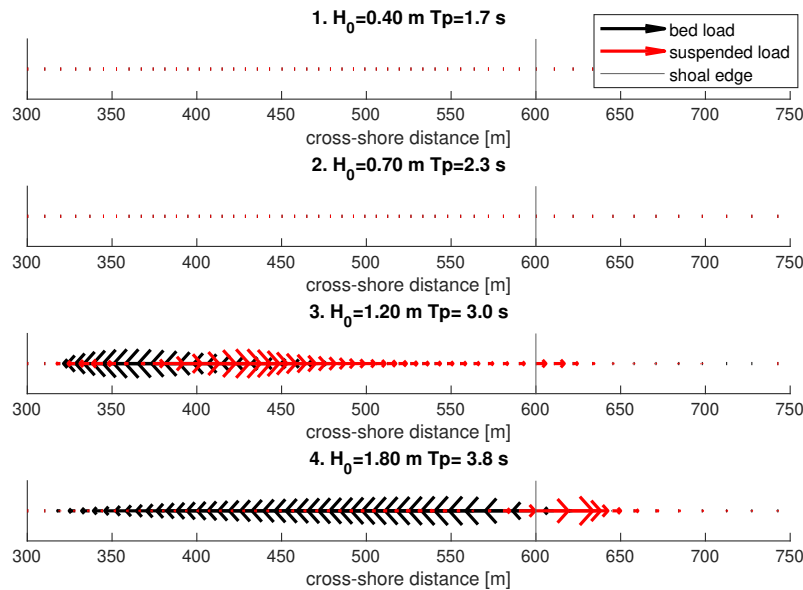 1. H₀=0.40 m Tp=1.7 s
bed load
suspended load
shoal edge
300 350 400 450 500 550 600 650 700 750
cross-shore distance [m]
2. H₀=0.70 m Tp=2.3 s
300 350 400 450 500 550 600 650 700 750
cross-shore distance [m]
3. H₀=1.20 m Tp= 3.0 s
300 350 400 450 500 550 600 650 700 750
cross-shore distance [m]
4. H₀=1.80 m Tp= 3.8 s
300 350 400 450 500 550 600 650 700 750
cross-shore distance [m]